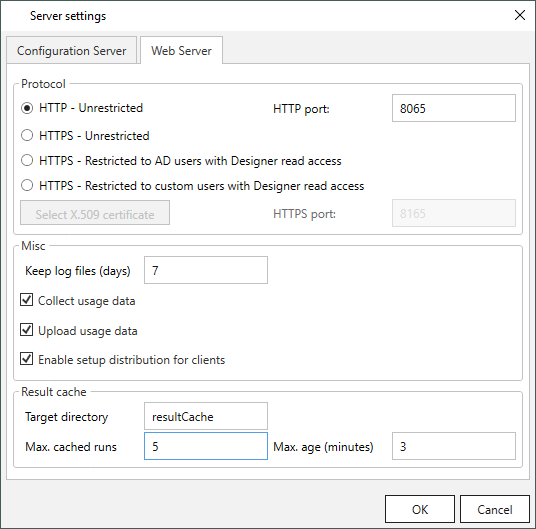 Server settings
Configuration Server
Web Server
Protocol
HTTP - Unrestricted
HTTP port:
8065
HTTPS - Unrestricted
HTTPS - Restricted to AD users with Designer read access
HTTPS - Restricted to custom users with Designer read access
Select X.509 certificate
HTTPS port:
8165
Misc
Keep log files (days)
7
Collect usage data
Upload usage data
Enable setup distribution for clients
Result cache
Target directory
resultCache
Max. cached runs
5
Max. age (minutes)
3
OK
Cancel